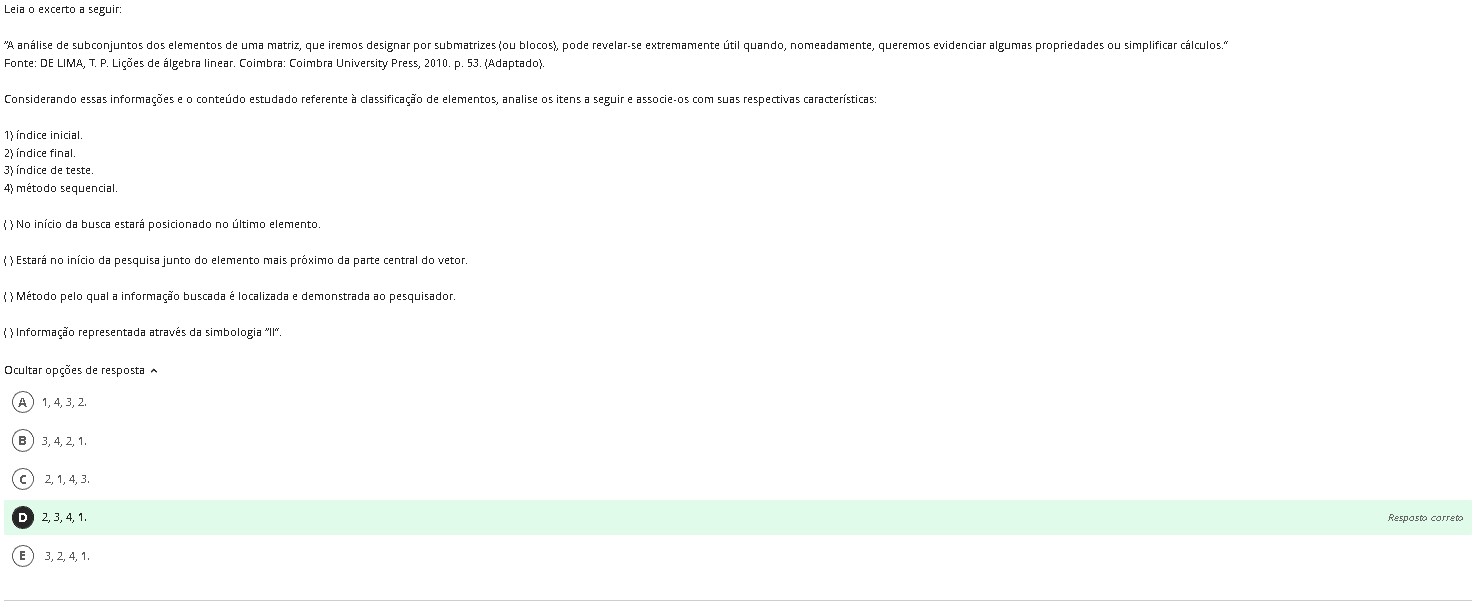 Leia o excerto a seguir:
"A análise de subconjuntos dos elementos de uma matriz, que iremos designar por submatrizes (ou blocos), pode revelar-se extremamente útil quando, nomeadamente, queremos evidenciar algumas propriedades ou simplificar cálculos."
Fonte: DE LIMA, T. P. Lições de álgebra linear. Coimbra: Coimbra University Press, 2010. p. 53. (Adaptado).
Considerando essas informações e o conteúdo estudado referente à classificação de elementos, analise os itens a seguir e associe-os com suas respectivas características:
1) índice inicial.
2) índice final.
3) índice de teste.
4) método sequencial.
( ) No início da busca estará posicionado no último elemento.
( ) Estará no início da pesquisa junto do elemento mais próximo da parte central do vetor.
( ) Método pelo qual a informação buscada é localizada e demonstrada ao pesquisador.
( ) Informação representada através da simbologia "II".
Ocultar opções de resposta
A 1, 4, 3, 2.
B 3, 4, 2, 1.
C 2, 1, 4, 3.
D 2, 3, 4, 1. Resposta correta
E 3, 2, 4, 1.